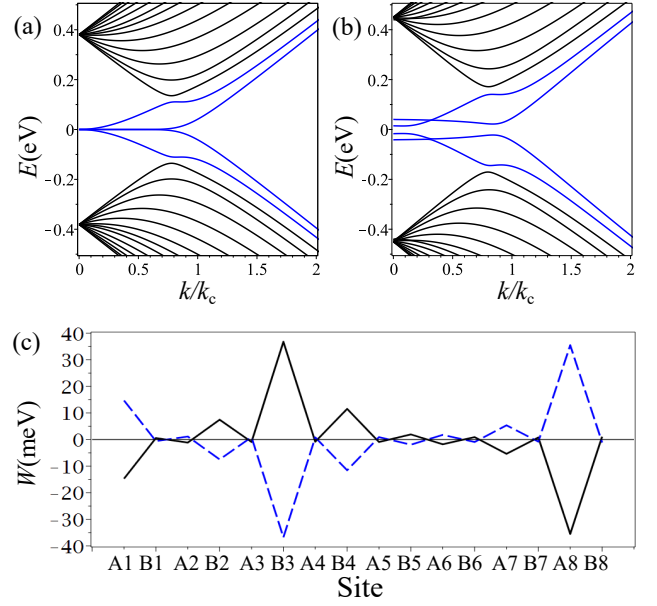 (a) (b)
0.4 0.4
0.2 0.2
E(eV) 0 E(eV) 0
−0.2 −0.2
−0.4 −0.4
0 0.5 1 1.5 2 0 0.5 1 1.5 2
k/kc k/kc
(c)
40
30
20
10
W(meV) 0
−10
−20
−30
−40
A1 B1 A2 B2 A3 B3 A4 B4 A5 B5 A6 B6 A7 B7 A8 B8
Site